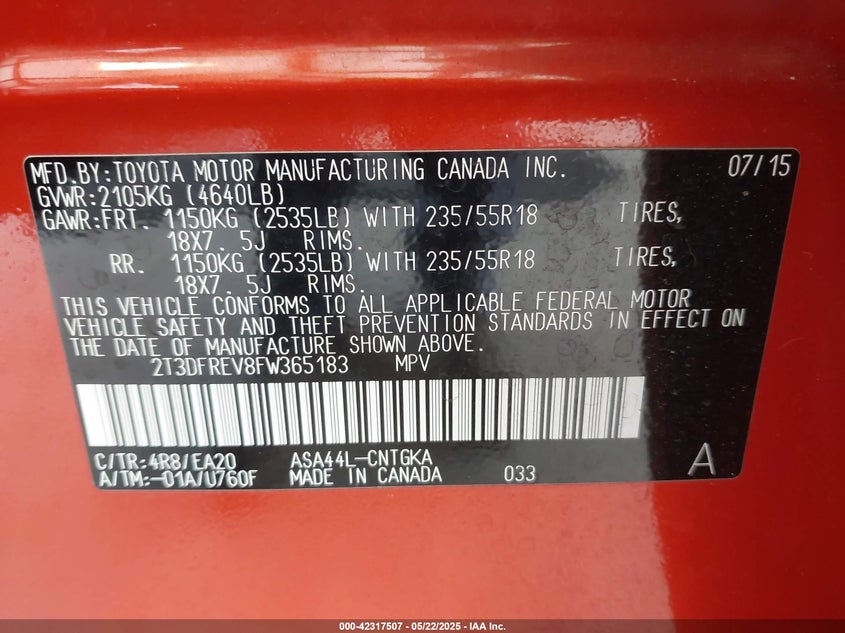 MFD.BY:TOYOTA MOTOR MANUFACTURING CANADA INC. 07/15
GVWR:2105KG (4640LB)
GAWR:FRT. 1150KG (2535LB) WITH 235/55R18 TIRES,
18X7. 5J RIMS.
RR. 1150KG (2535LB) WITH 235/55R18 TIRES,
18X7. 5J RIMS.
THIS VEHICLE CONFORMS TO ALL APPLICABLE FEDERAL MOTOR
VEHICLE SAFETY AND THEFT PREVENTION STANDARDS IN EFFECT ON
THE DATE OF MANUFACTURE SHOWN ABOVE.
2T3DFREV8FW365183 MPV
C/TR:4R8/EA20 ASA44L-CNTGKA
A/TM:-01A/U760F MADE IN CANADA 033 A
000-42317507 - 05/22/2025 - IAA Inc.